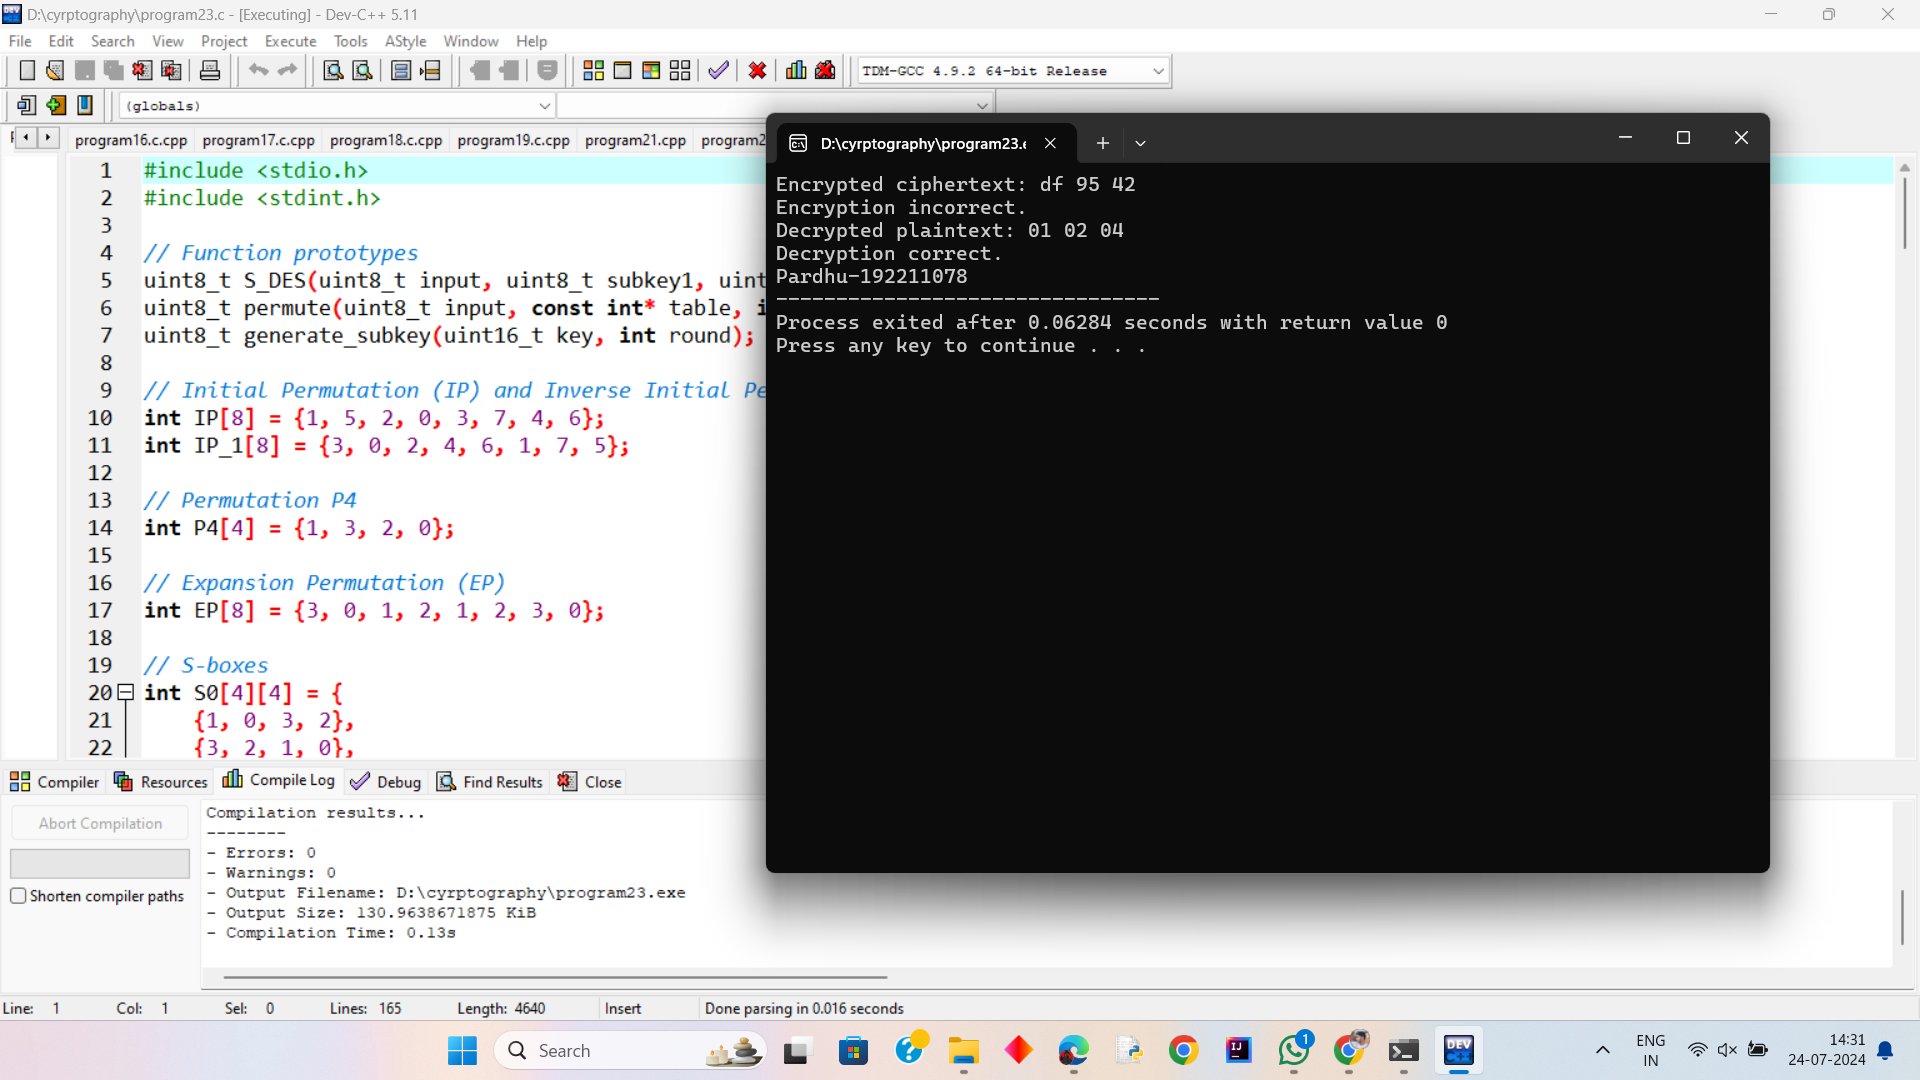 D:\cyrptography\program23.c - [Executing] - Dev-C++ 5.11
File Edit Search View Project Execute Tools AStyle Window Help
TDM-GCC 4.9.2 64-bit Release
(globals)
program16.c.cpp program17.c.cpp program18.c.cpp program19.c.cpp program21.cpp program2
1 #include <stdio.h>
2 #include <stdint.h>
3
4 // Function prototypes
5 uint8_t S_DES(uint8_t input, uint8_t subkey1, uint
6 uint8_t permute(uint8_t input, const int* table, i
7 uint8_t generate_subkey(uint16_t key, int round);
8
9 // Initial Permutation (IP) and Inverse Initial Pe
10 int IP[8] = {1, 5, 2, 0, 3, 7, 4, 6};
11 int IP_1[8] = {3, 0, 2, 4, 6, 1, 7, 5};
12
13 // Permutation P4
14 int P4[4] = {1, 3, 2, 0};
15
16 // Expansion Permutation (EP)
17 int EP[8] = {3, 0, 1, 2, 1, 2, 3, 0};
18
19 // S-boxes
20 int S0[4][4] = {
21 {1, 0, 3, 2},
22 {3, 2, 1, 0},
D:\cyrptography\program23.e
Encrypted ciphertext: df 95 42
Encryption incorrect.
Decrypted plaintext: 01 02 04
Decryption correct.
Pardhu-192211078
--------------------------------
Process exited after 0.06284 seconds with return value 0
Press any key to continue . . .
Compiler Resources Compile Log Debug Find Results Close
Abort Compilation
Shorten compiler paths
Compilation results...
--------
- Errors: 0
- Warnings: 0
- Output Filename: D:\cyrptography\program23.exe
- Output Size: 130.9638671875 KiB
- Compilation Time: 0.13s
Line: 1 Col: 1 Sel: 0 Lines: 165 Length: 4640 Insert Done parsing in 0.016 seconds
Search
1
DEV C++
ENG
IN
14:31
24-07-2024